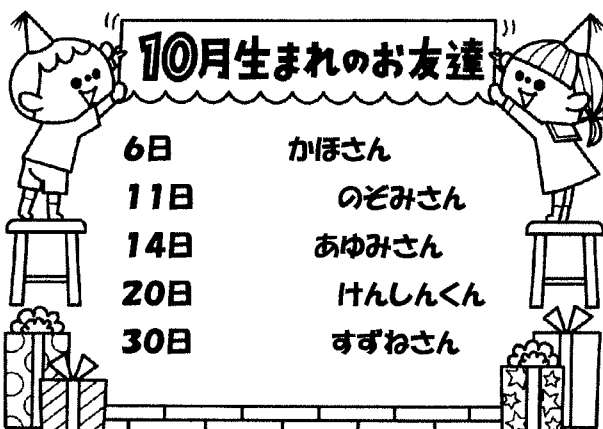 10月生まれのお友達
6日 かほさん
11日 のぞみさん
14日 あゆみさん
20日 けんしんくん
30日 すずねさん